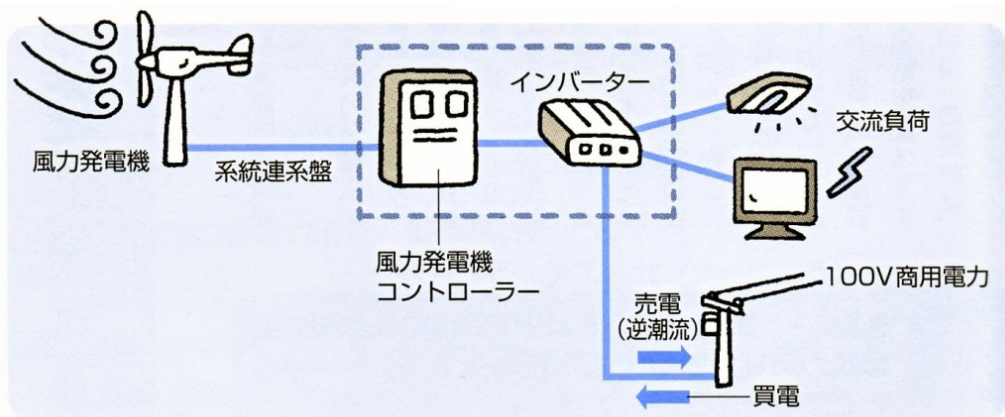 インバーター
交流負荷
風力発電機
系統連系盤
風力発電機
コントローラー
100V商用電力
売電
(逆潮流)
買電